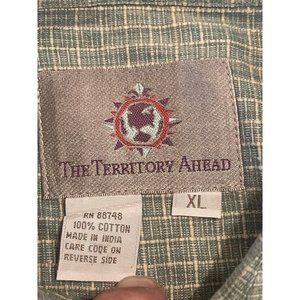 THE TERRITORY AHEAD
XL
RN 88748
100% COTTON
MADE IN INDIA
CARE CODE ON
REVERSE SIDE